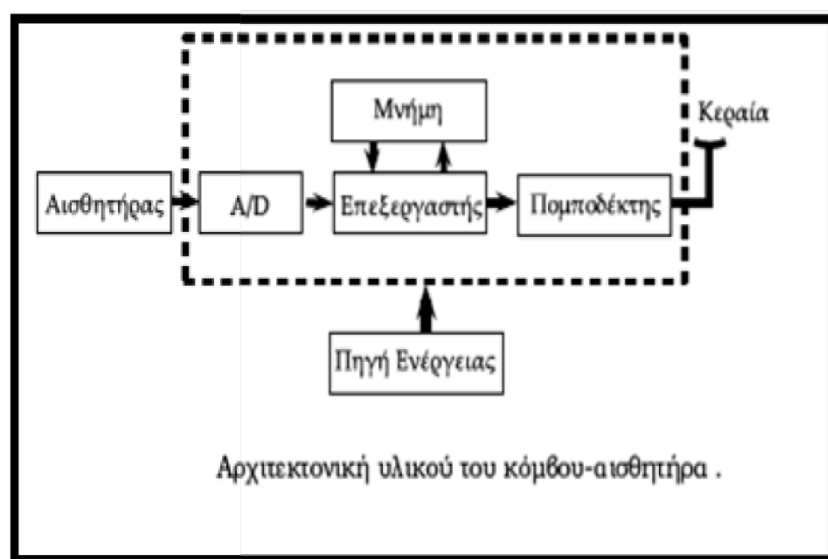 Μνήμη
Κεραία
Αισθητήρας
A/D
Επεξεργαστής
Πομποδέκτης
Πηγή Ενέργειας
Αρχιτεκτονική υλικού του κόμβου-αισθητήρα .